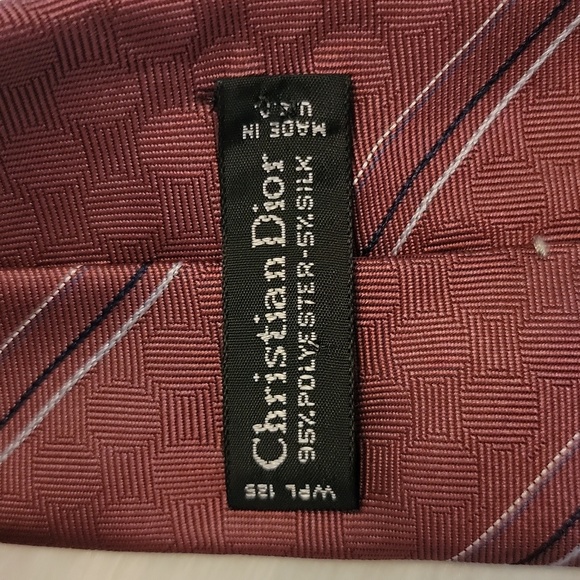 MADE IN
U.S.A.
Christian Dior
95% POLYESTER-5% SILK
WPL 125